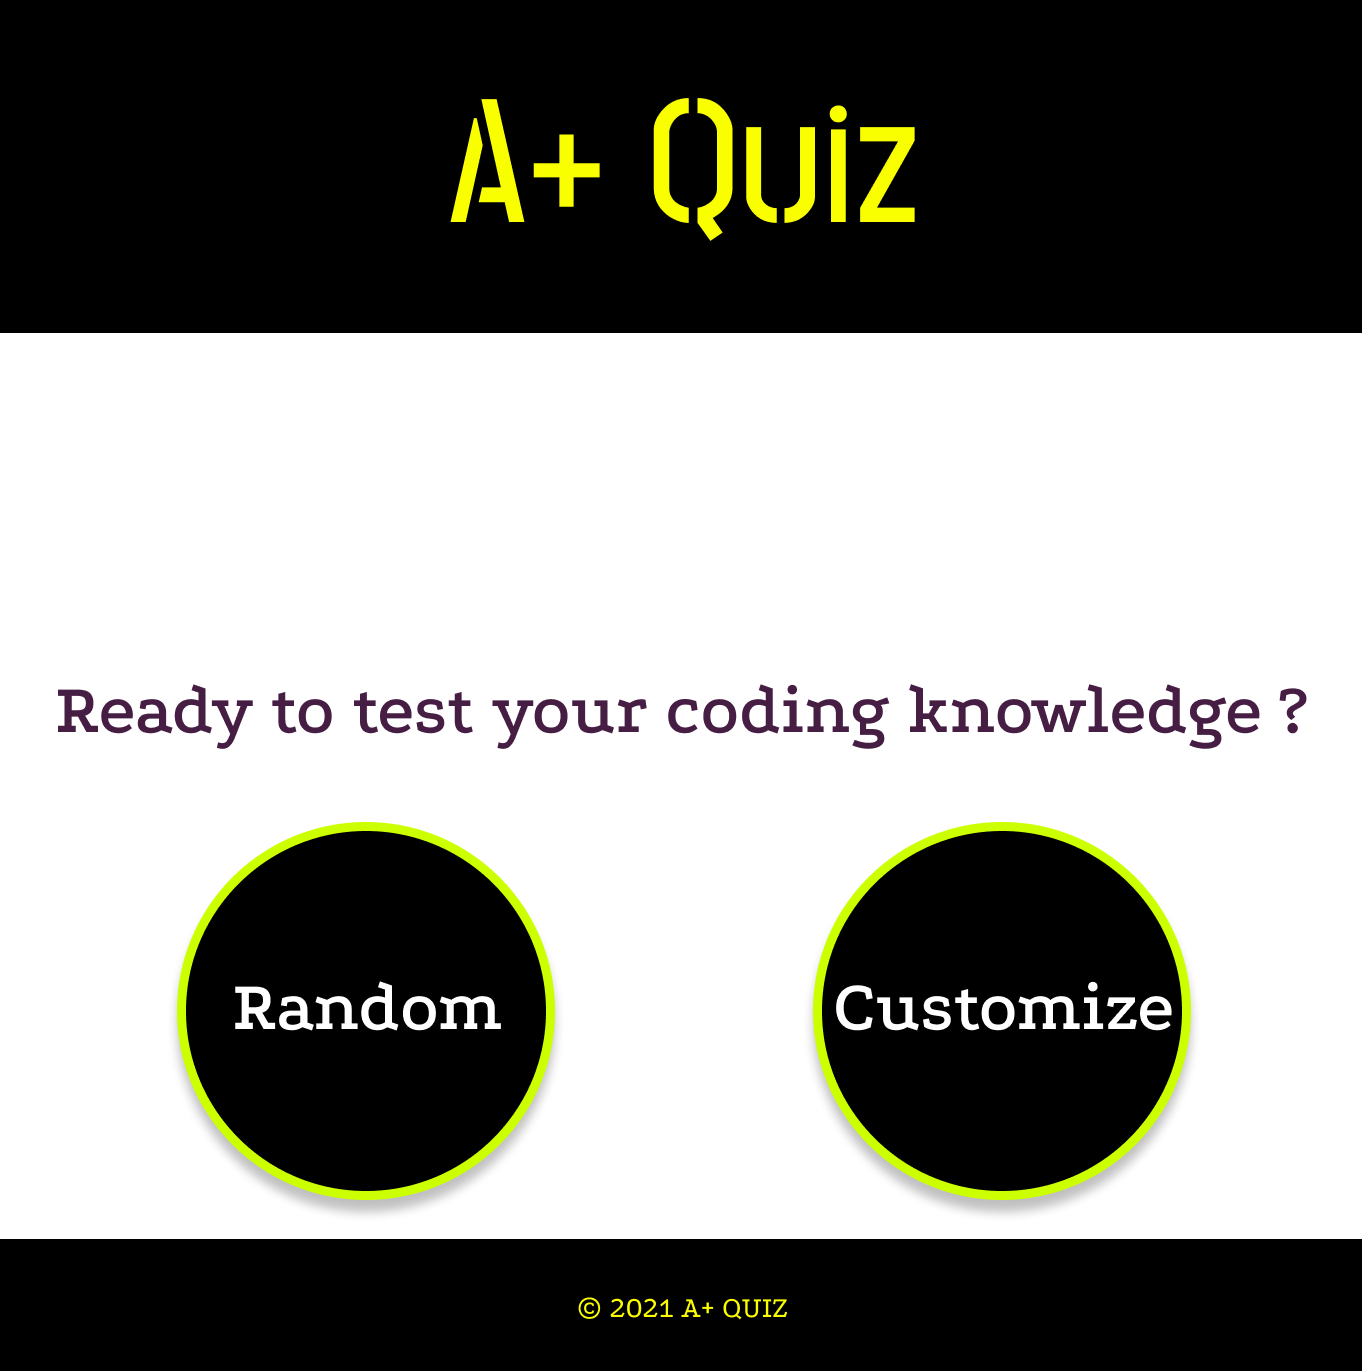 A+ Quiz
Ready to test your coding knowledge ?
Random
Customize
© 2021 A+ QUIZ